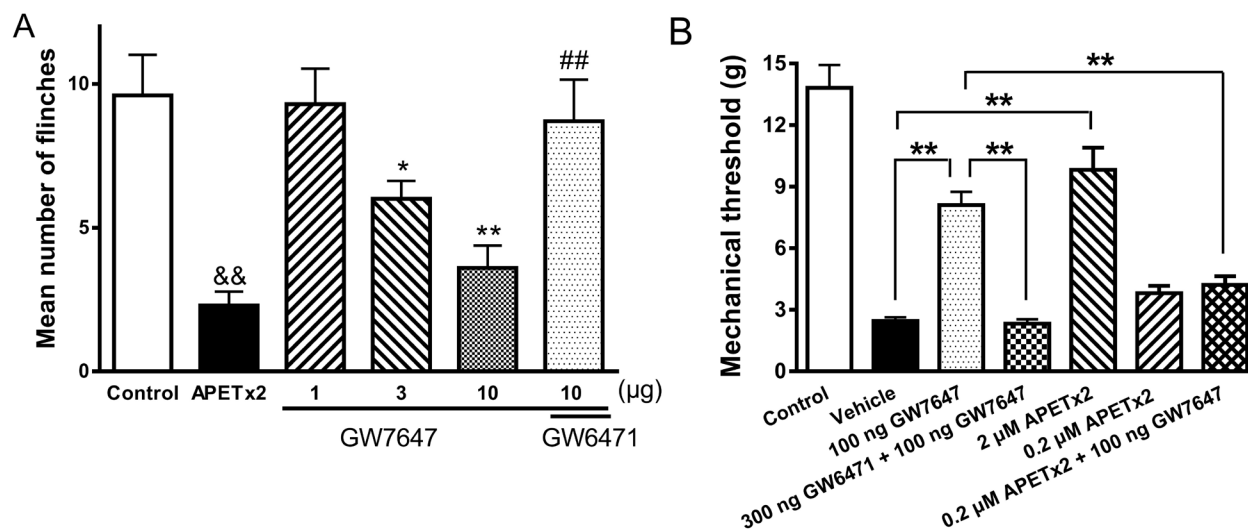 A
Mean number of flinches
10
5
0
&&
*
**
##
Control APETx2 1 3 10 10 (μg)
GW7647 GW6471
B
Mechanical threshold (g)
15
12
9
6
3
0
**
**
** **
Control
Vehicle
100 ng GW7647
300 ng GW6471 + 100 ng GW7647
2 μM APETx2
0.2 μM APETx2
0.2 μM APETx2 + 100 ng GW7647